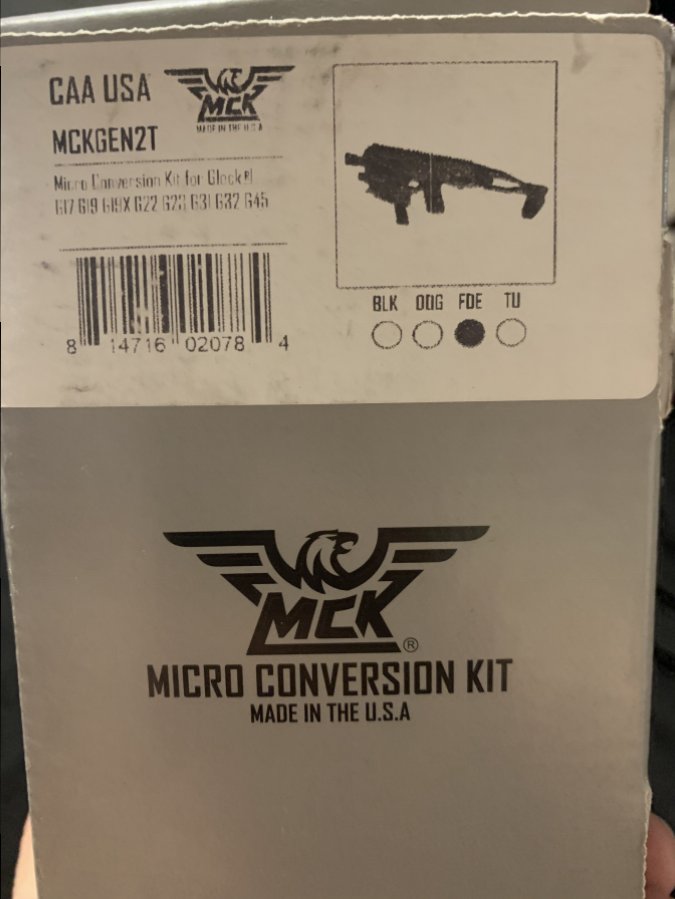 CAA USA
MCK
MADE IN THE U.S.A
MCKGEN2T
Micro Conversion Kit for Glock®
G17 G19 G19X G22 G23 G31 G32 G45
8 14716 02078 4
BLK ODG FDE TU
MCK®
MICRO CONVERSION KIT
MADE IN THE U.S.A